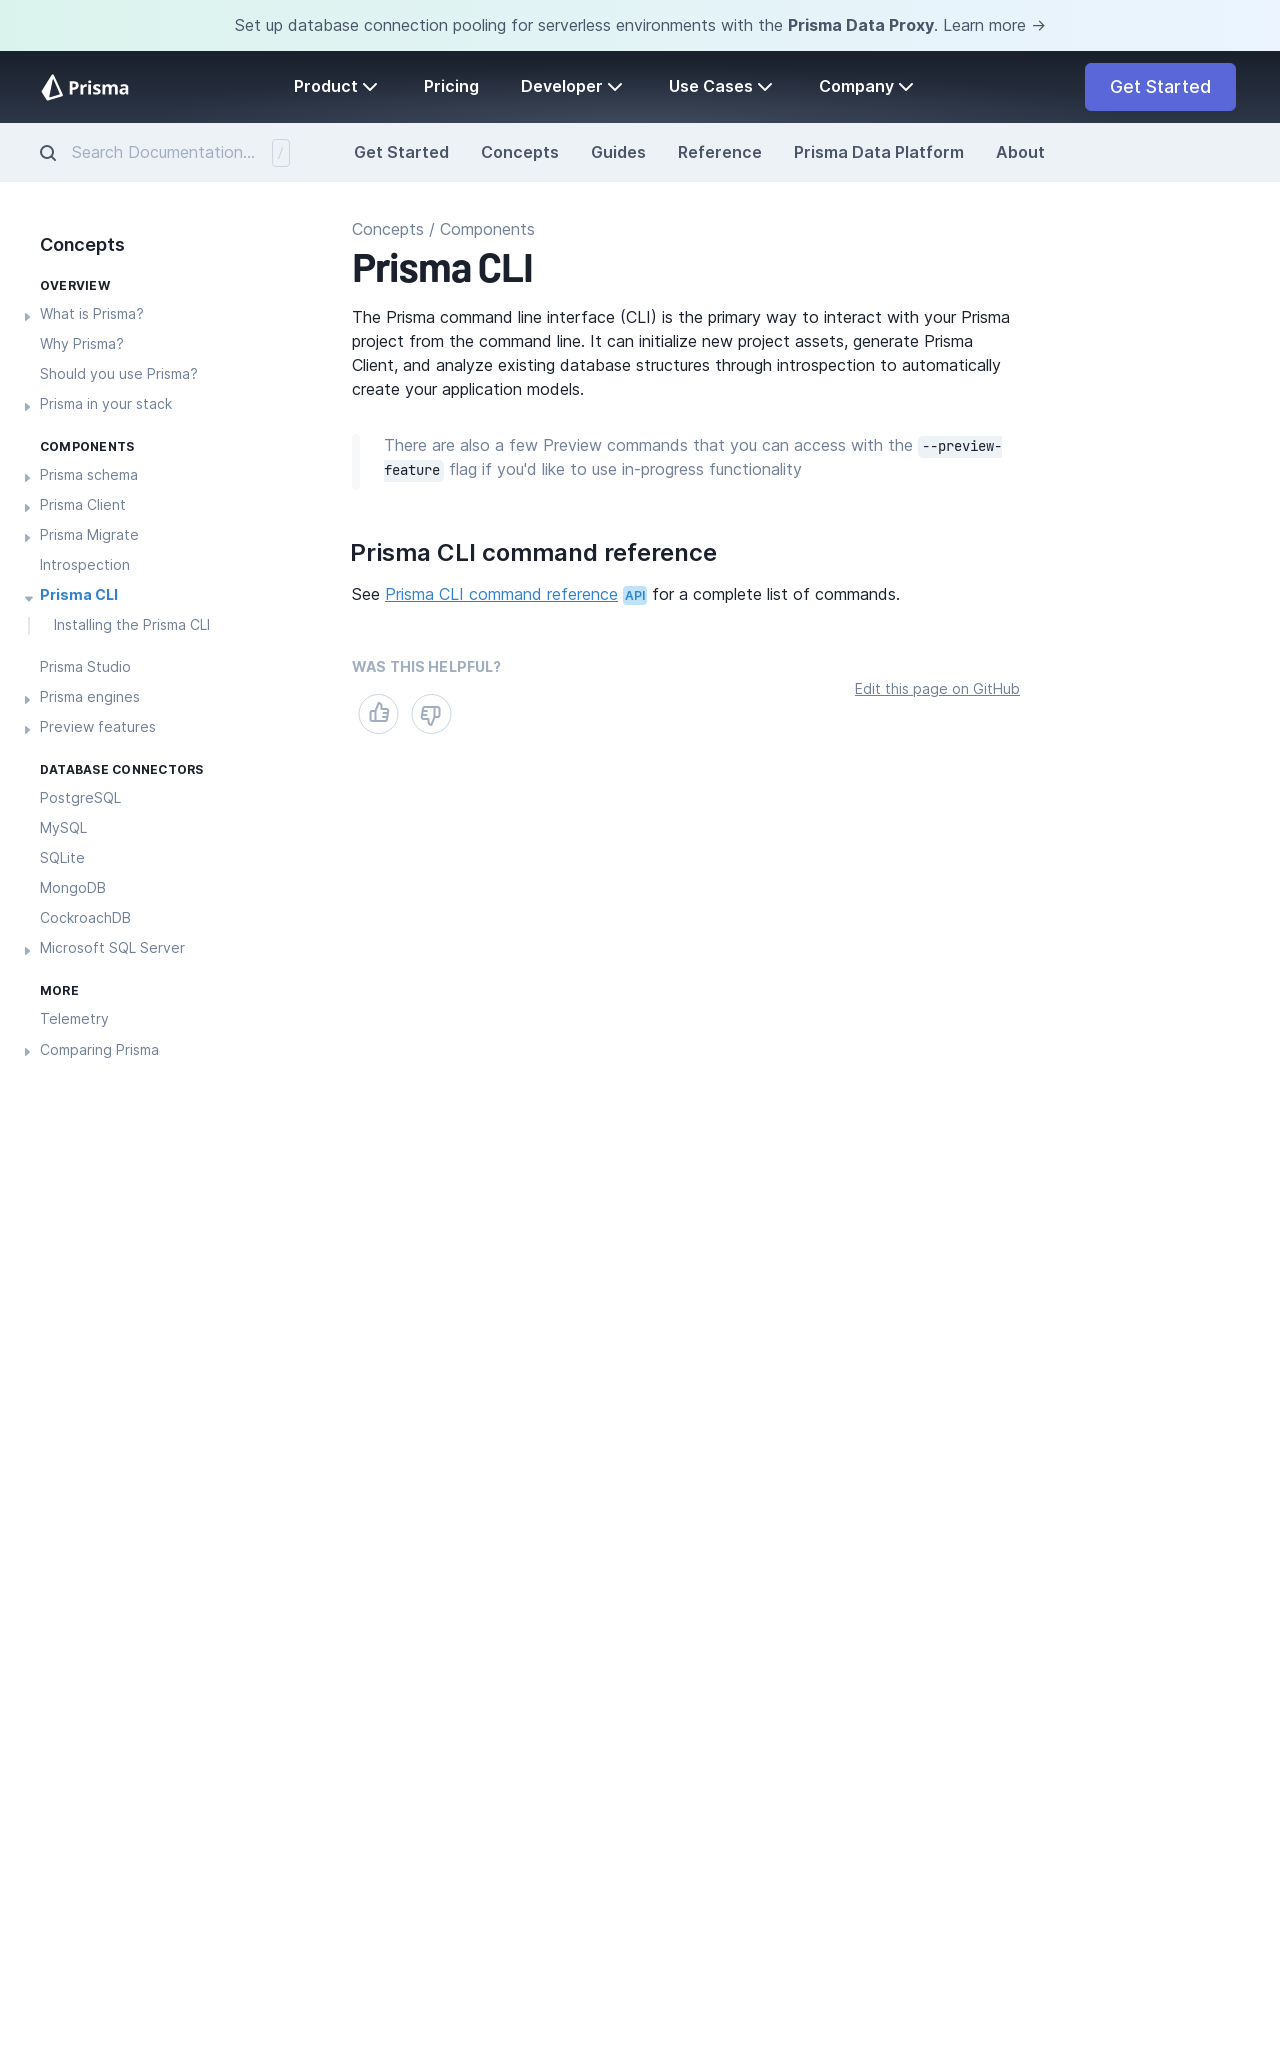 Set up database connection pooling for serverless environments with the Prisma Data Proxy. Learn more →
Prisma
Product
Pricing
Developer
Use Cases
Company
Get Started
Search Documentation...
/
Get Started
Concepts
Guides
Reference
Prisma Data Platform
About
Concepts
OVERVIEW
What is Prisma?
Why Prisma?
Should you use Prisma?
Prisma in your stack
COMPONENTS
Prisma schema
Prisma Client
Prisma Migrate
Introspection
Prisma CLI
Installing the Prisma CLI
Prisma Studio
Prisma engines
Preview features
DATABASE CONNECTORS
PostgreSQL
MySQL
SQLite
MongoDB
CockroachDB
Microsoft SQL Server
MORE
Telemetry
Comparing Prisma
Concepts / Components
Prisma CLI
The Prisma command line interface (CLI) is the primary way to interact with your Prisma
project from the command line. It can initialize new project assets, generate Prisma
Client, and analyze existing database structures through introspection to automatically
create your application models.
There are also a few Preview commands that you can access with the --preview-
feature flag if you'd like to use in-progress functionality
Prisma CLI command reference
See Prisma CLI command reference API for a complete list of commands.
WAS THIS HELPFUL?
Edit this page on GitHub